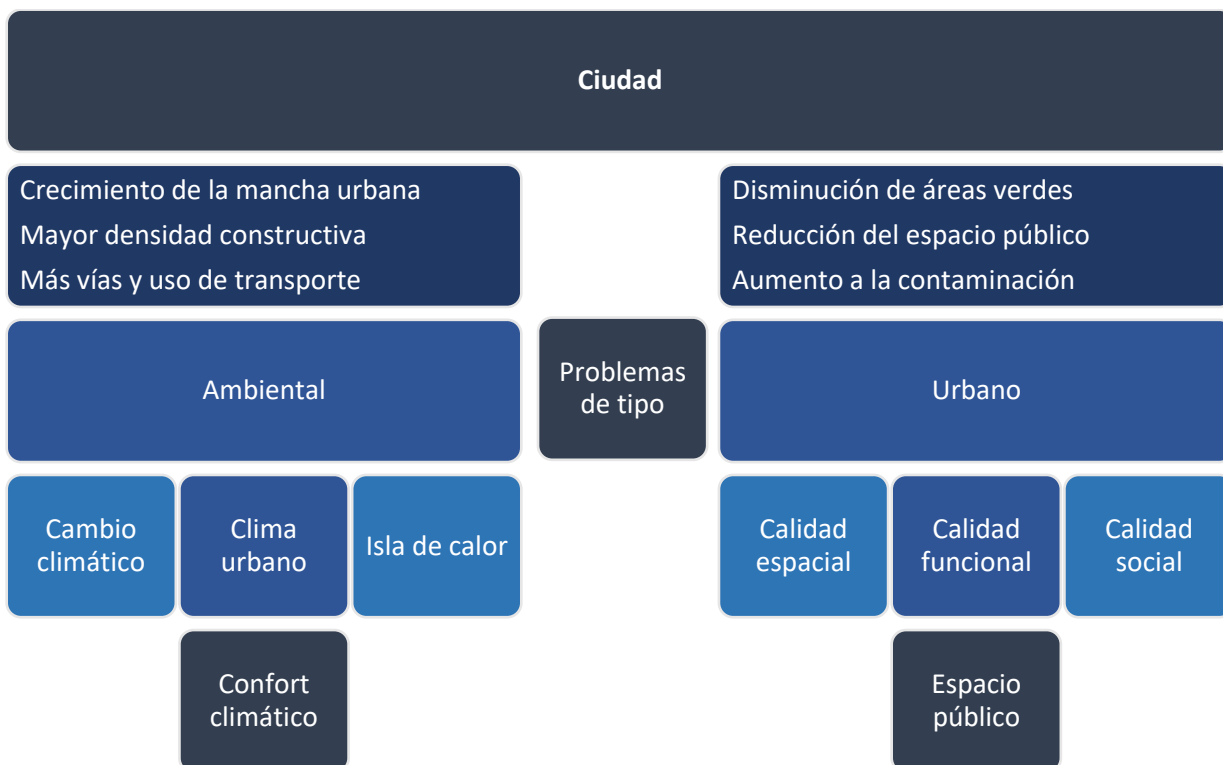 Ciudad
Crecimiento de la mancha urbana
Mayor densidad constructiva
Más vías y uso de transporte
Disminución de áreas verdes
Reducción del espacio público
Aumento a la contaminación
Ambiental
Problemas
de tipo
Urbano
Cambio
climático
Clima
urbano
Isla de calor
Calidad
espacial
Calidad
funcional
Calidad
social
Confort
climático
Espacio
público